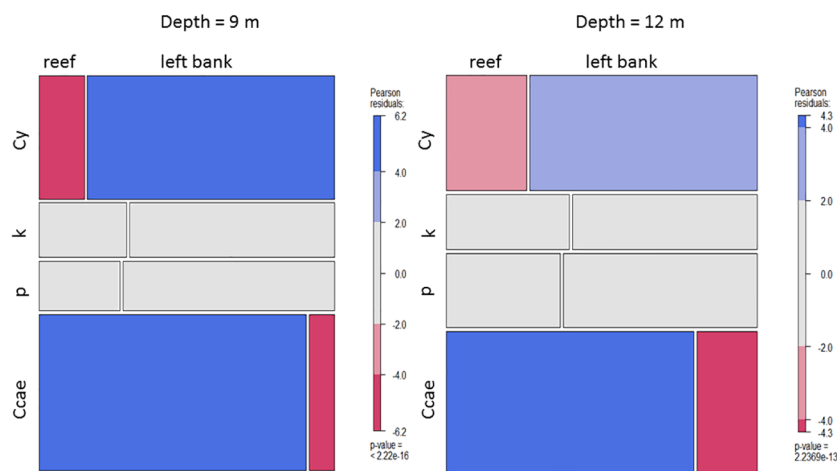 Depth = 9 m
reef left bank
Cy
k
p
Ccae
Pearson
residuals:
6.2
4.0
2.0
0.0
-2.0
-4.0
-6.2
p-value =
< 2.22e-16
Depth = 12 m
reef left bank
Cy
k
p
Ccae
Pearson
residuals:
4.3
4.0
2.0
0.0
-2.0
-4.0
-4.3
p-value =
2.2369e-13